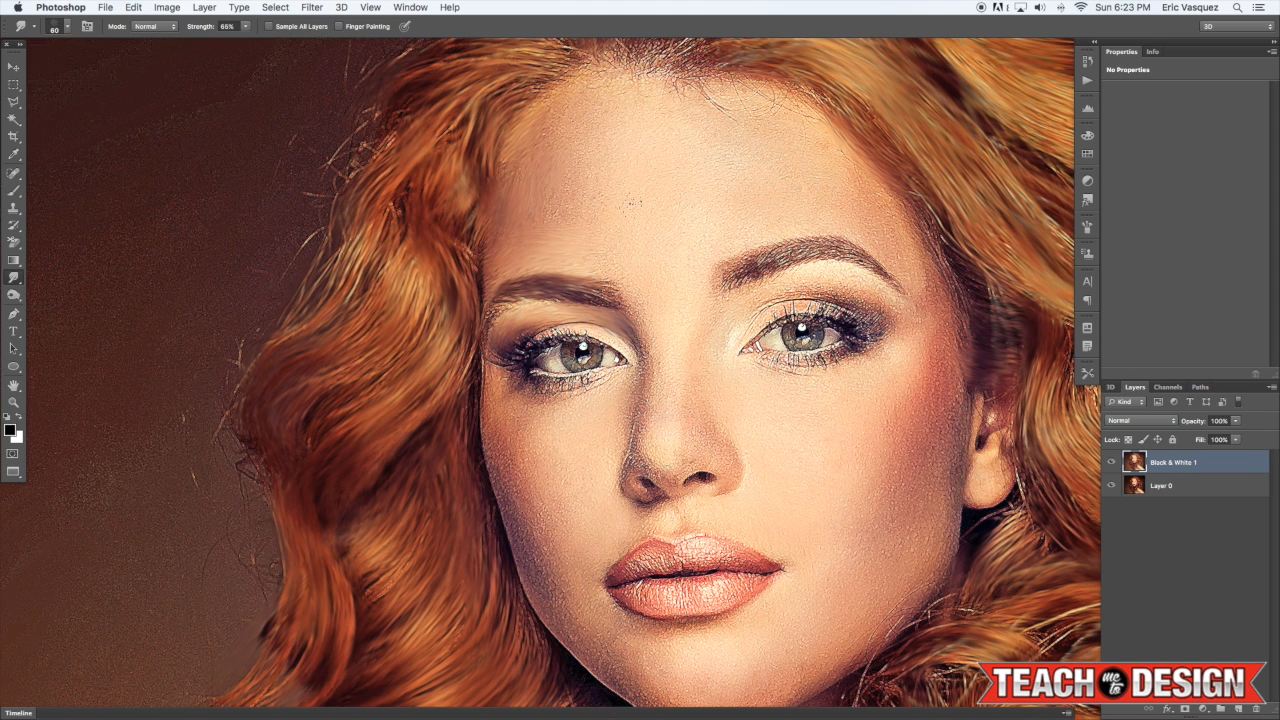 Photoshop File Edit Image Layer Type Select Filter 3D View Window Help Sun 6:23 PM Eric Vasquez
60 Mode: Normal Strength: 65% Sample All Layers Finger Painting 3D
Properties Info
No Properties
3D Layers Channels Paths
Kind
Normal Opacity: 100%
Lock: Fill: 100%
Black & White 1
Layer 0
TEACH me to DESIGN
Timeline